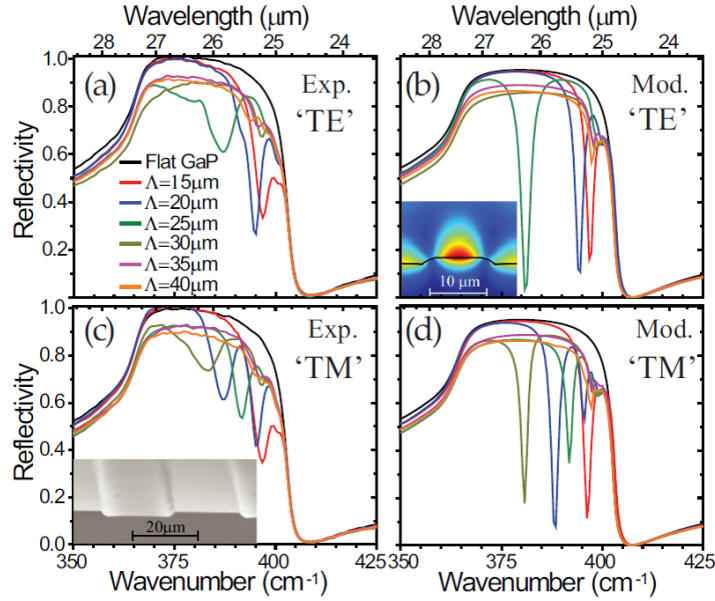 Wavelength (μm) Wavelength (μm)
28 27 26 25 24 28 27 26 25 24
(a) Exp. 'TE'
Flat GaP
Λ=15μm
Λ=20μm
Λ=25μm
Λ=30μm
Λ=35μm
Λ=40μm
1.0
0.8
0.6
0.4
0.2
Reflectivity
(b) Mod. 'TE'
10 μm
(c) Exp. 'TM'
20μm
1.0
0.8
0.6
0.4
0.2
0.0
Reflectivity
(d) Mod. 'TM'
350 375 400 425 350 375 400 425
Wavenumber (cm-1) Wavenumber (cm-1)